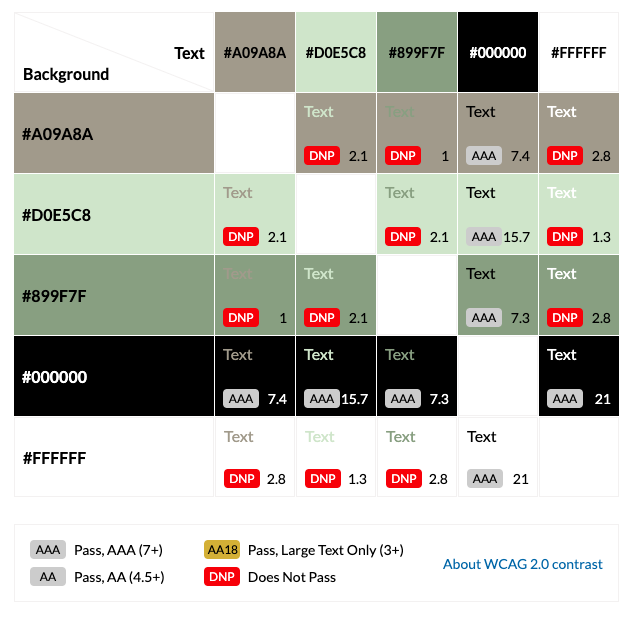 Text
Background
#A09A8A #D0E5C8 #899F7F #000000 #FFFFFF
#A09A8A
Text Text Text Text
DNP 2.1 DNP 1 AAA 7.4 DNP 2.8
#D0E5C8
Text Text Text Text
DNP 2.1 DNP 2.1 AAA 15.7 DNP 1.3
#899F7F
Text Text Text Text
DNP 1 DNP 2.1 AAA 7.3 DNP 2.8
#000000
Text Text Text Text
AAA 7.4 AAA 15.7 AAA 7.3 AAA 21
#FFFFFF
Text Text Text Text
DNP 2.8 DNP 1.3 DNP 2.8 AAA 21
AAA Pass, AAA (7+) AA18 Pass, Large Text Only (3+)
AA Pass, AA (4.5+) DNP Does Not Pass
About WCAG 2.0 contrast